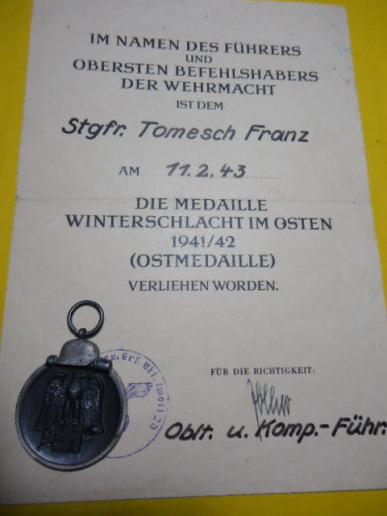 IM NAMEN DES FÜHRERS
UND
OBERSTEN BEFEHLSHABERS
DER WEHRMACHT
IST DEM
Stgfr. Tomesch Franz
AM 11.2.43
DIE MEDAILLE
WINTERSCHLACHT IM OSTEN
1941/42
(OSTMEDAILLE)
VERLIEHEN WORDEN.
FÜR DIE RICHTIGKEIT:
Oblt. u. Komp.-Führ.